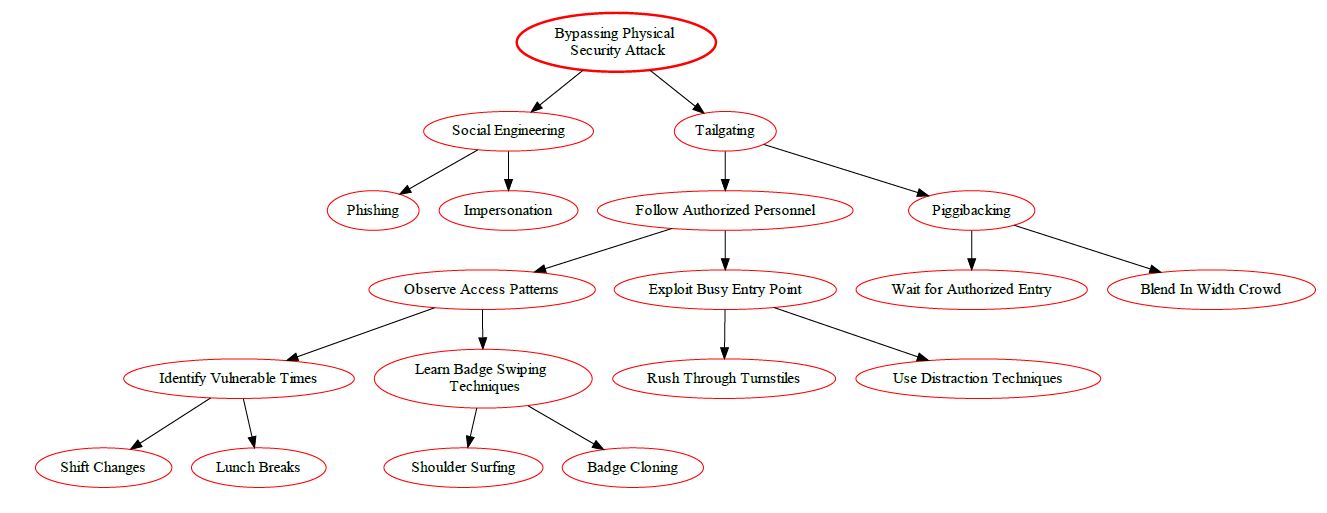 Bypassing Physical
Security Attack
Social Engineering
Tailgating
Phishing
Impersonation
Follow Authorized Personnel
Piggibacking
Observe Access Patterns
Exploit Busy Entry Point
Wait for Authorized Entry
Blend In Width Crowd
Identify Vulnerable Times
Learn Badge Swiping
Techniques
Rush Through Turnstiles
Use Distraction Techniques
Shift Changes
Lunch Breaks
Shoulder Surfing
Badge Cloning